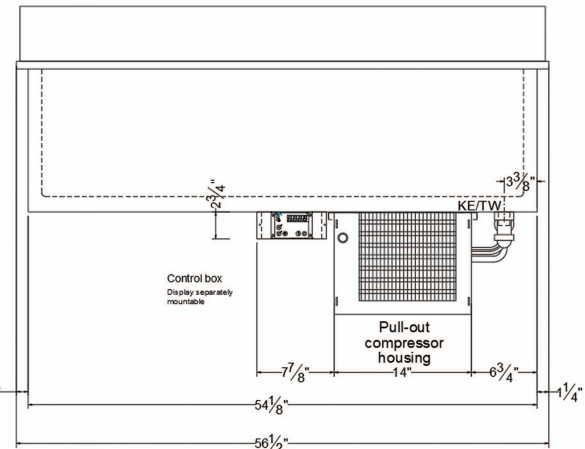 3 3/8"
2 3/4"
KE/TW
Control box
Display separately
mountable
Pull-out
compressor
housing
7 7/8"
14"
6 3/4"
1 1/4"
54 1/8"
56 1/2"